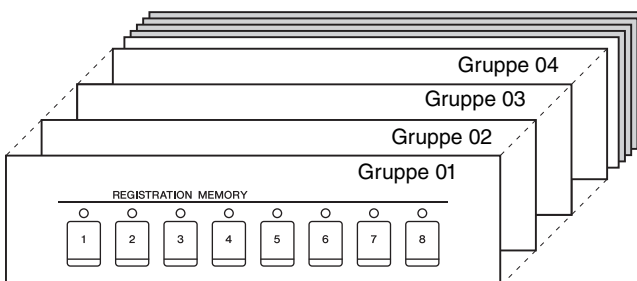 Gruppe 04
Gruppe 03
Gruppe 02
Gruppe 01
REGISTRATION MEMORY
1 2 3 4 5 6 7 8